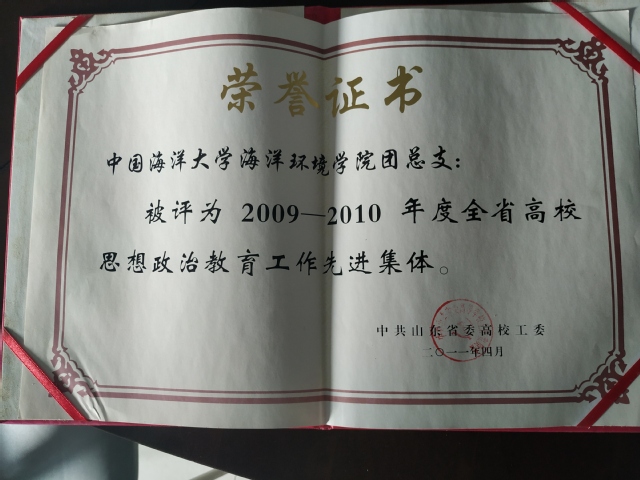 荣誉证书
中国海洋大学海洋环境学院团总支：
被评为 2009—2010 年度全省高校
思想政治教育工作先进集体。
中共山东省委高校工委
二〇一一年四月